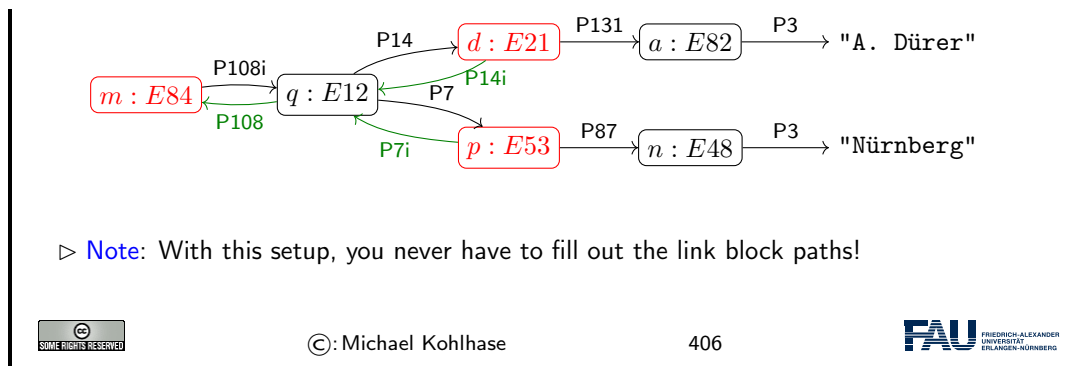 P14
d : E21
P131
a : E82
P3
"A. Dürer"
P14i
P108i
m : E84
q : E12
P7
P108
P7i
p : E53
P87
n : E48
P3
"Nürnberg"
▷ Note: With this setup, you never have to fill out the link block paths!
cc
SOME RIGHTS RESERVED
©: Michael Kohlhase
406
FAU
FRIEDRICH-ALEXANDER
UNIVERSITÄT
ERLANGEN-NÜRNBERG